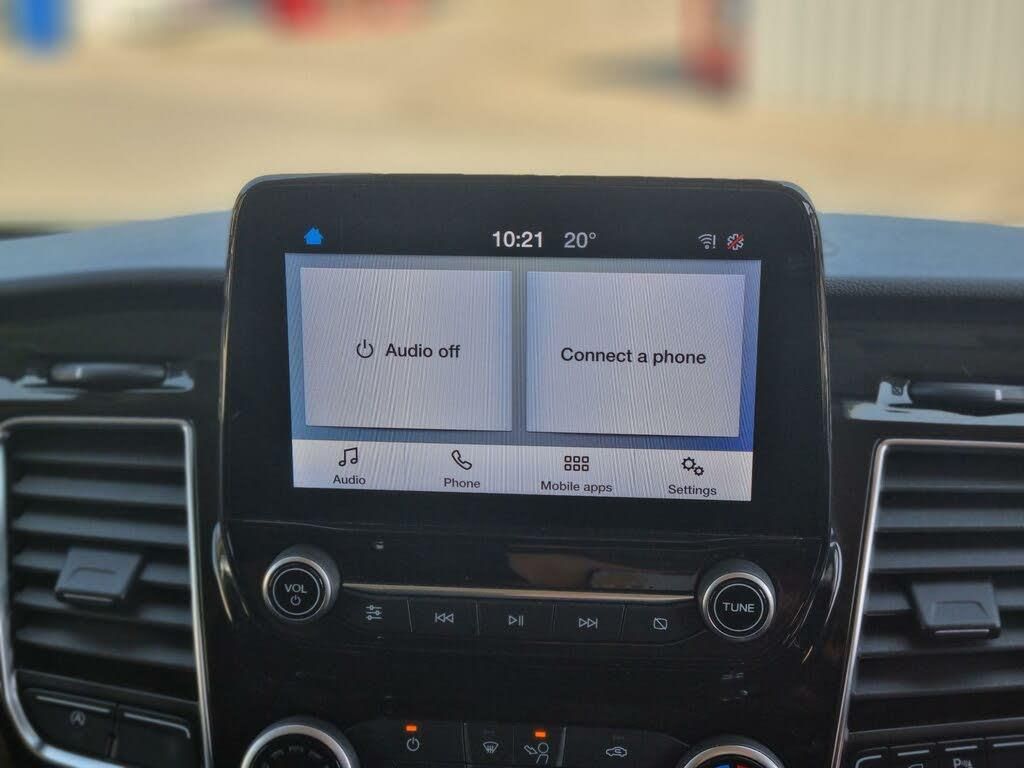 10:21 20°
Audio off
Connect a phone
Audio Phone Mobile apps Settings
VOL
TUNE